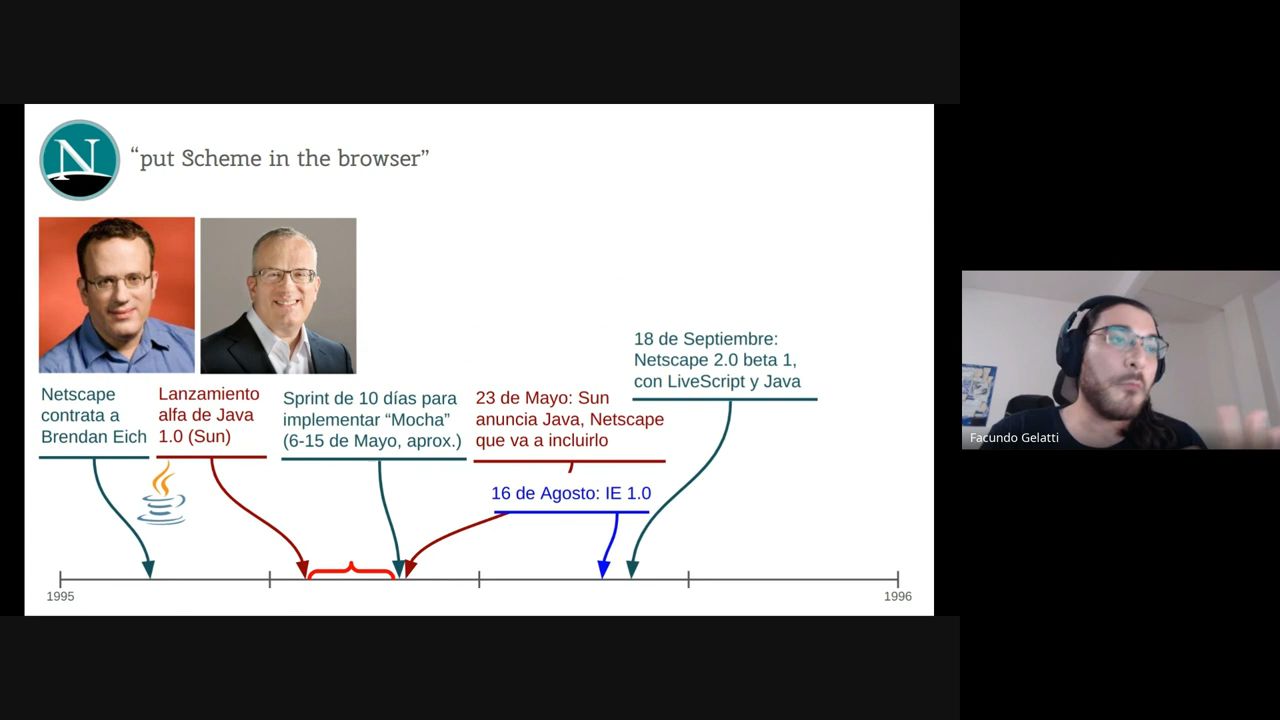 N
“put Scheme in the browser”
Netscape
contrata a
Brendan Eich
Lanzamiento
alfa de Java
1.0 (Sun)
Sprint de 10 días para
implementar “Mocha”
(6-15 de Mayo, aprox.)
23 de Mayo: Sun
anuncia Java, Netscape
que va a incluirlo
16 de Agosto: IE 1.0
18 de Septiembre:
Netscape 2.0 beta 1,
con LiveScript y Java
1995
1996
Facundo Gelatti